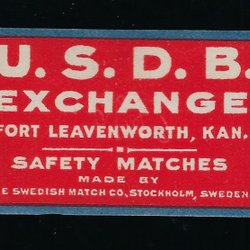 U. S. D. B.
EXCHANGE
FORT LEAVENWORTH, KAN.
SAFETY MATCHES
MADE BY
E SWEDISH MATCH CO., STOCKHOLM, SWEDEN